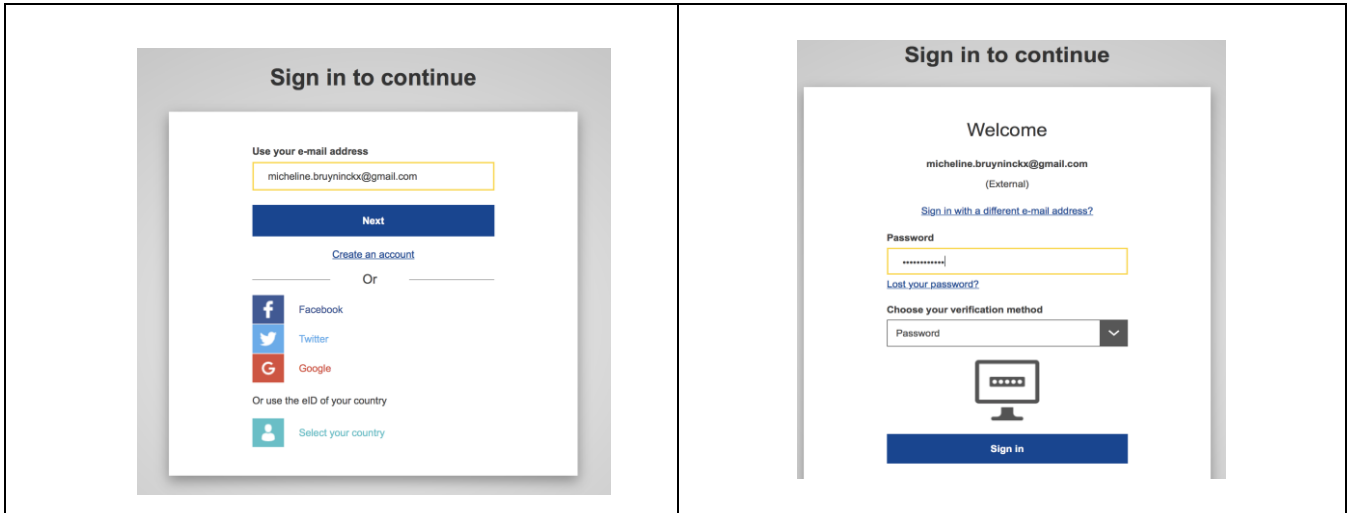 Sign in to continue
Use your e-mail address
micheline.bruyninckx@gmail.com
Next
Create an account
Or
Facebook
Twitter
Google
Or use the eID of your country
Select your country
Sign in to continue
Welcome
micheline.bruyninckx@gmail.com
(External)
Sign in with a different e-mail address?
Password
••••••••••••
Lost your password?
Choose your verification method
Password
Sign in